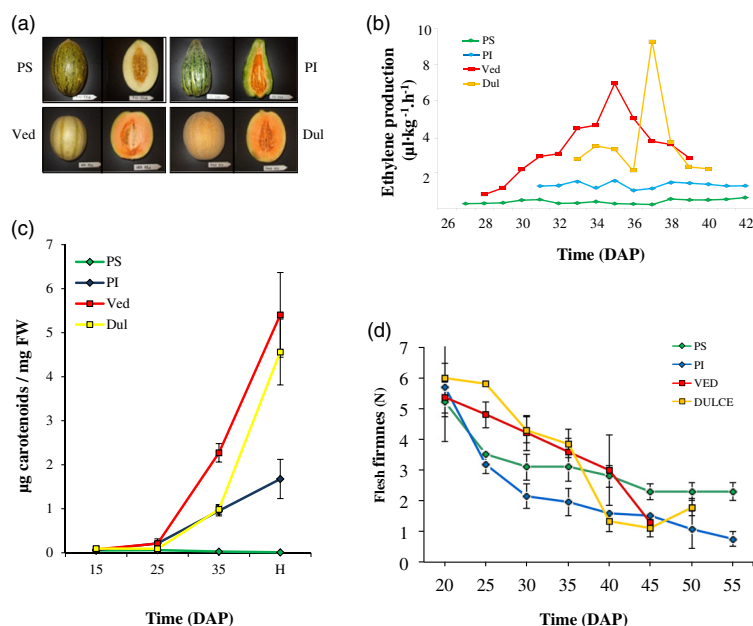 (a)
PS
PI
Ved
Dul
(b)
Ethylene production
(µl·kg⁻¹.h⁻¹)
10
8
6
4
2
PS
PI
Ved
Dul
26 28 30 32 34 36 38 40 42
Time (DAP)
(c)
µg carotenoids / mg FW
7
6
5
4
3
2
1
0
PS
PI
Ved
Dul
15 25 35 H
Time (DAP)
(d)
Flesh firmnes (N)
7
6
5
4
3
2
1
0
PS
PI
VED
DULCE
20 25 30 35 40 45 50 55
Time (DAP)